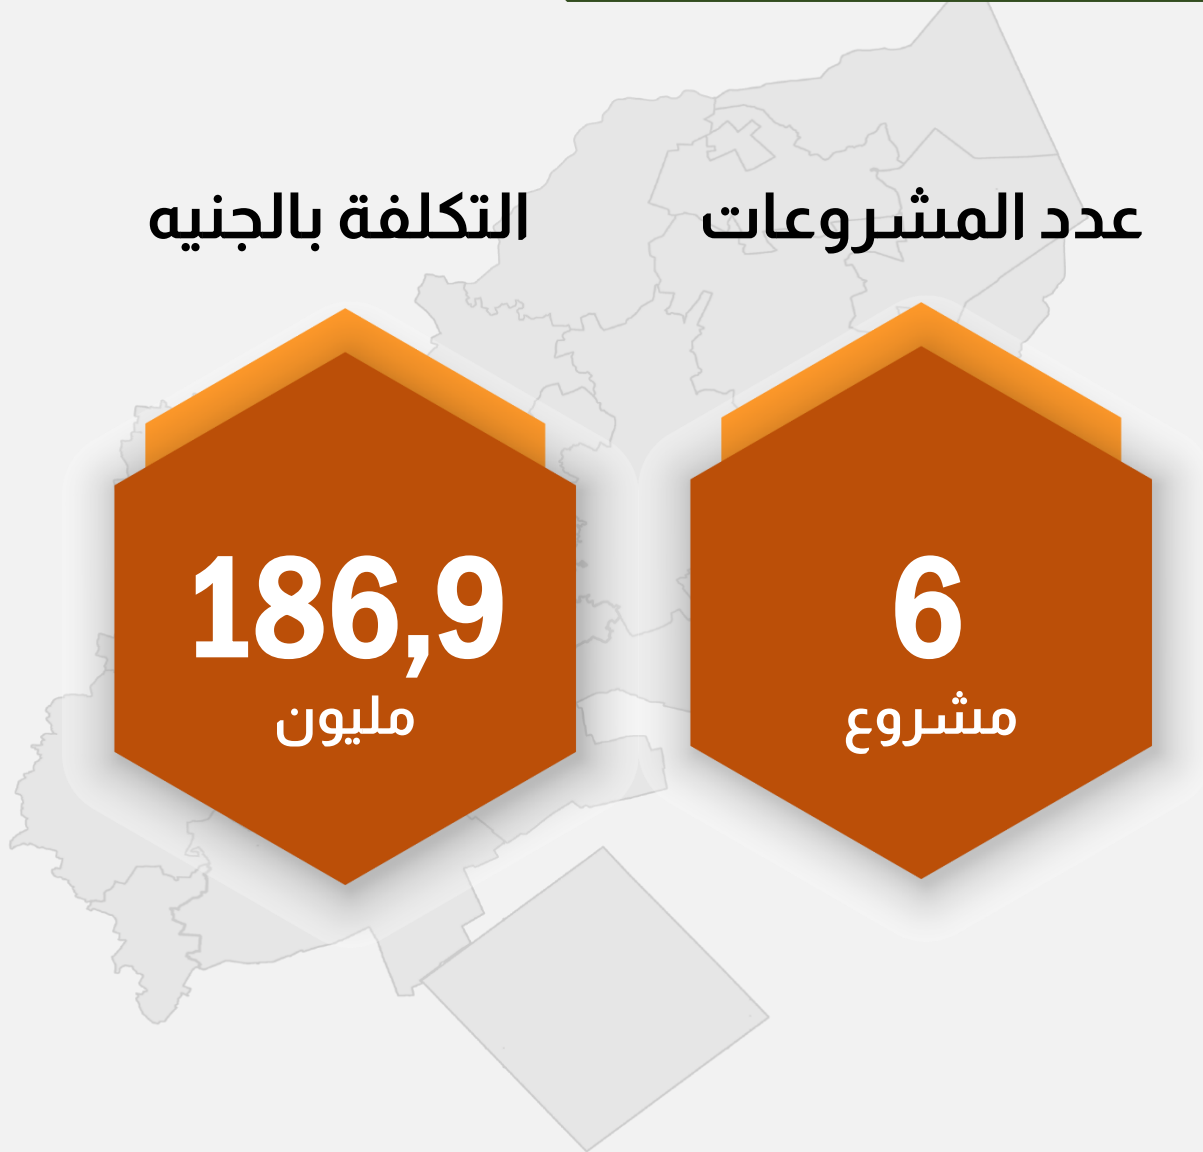 عدد المشروعات
6
مشروع
التكلفة بالجنيه
186,9
مليون